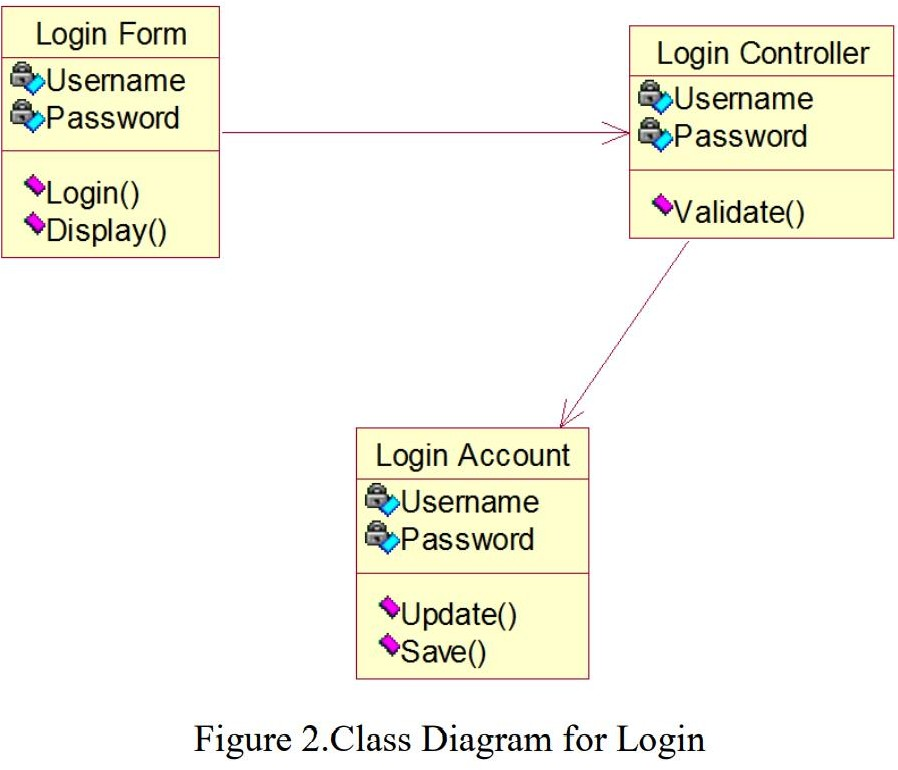 Login Form
Username
Password
Login()
Display()
Login Controller
Username
Password
Validate()
Login Account
Username
Password
Update()
Save()
Figure 2.Class Diagram for Login